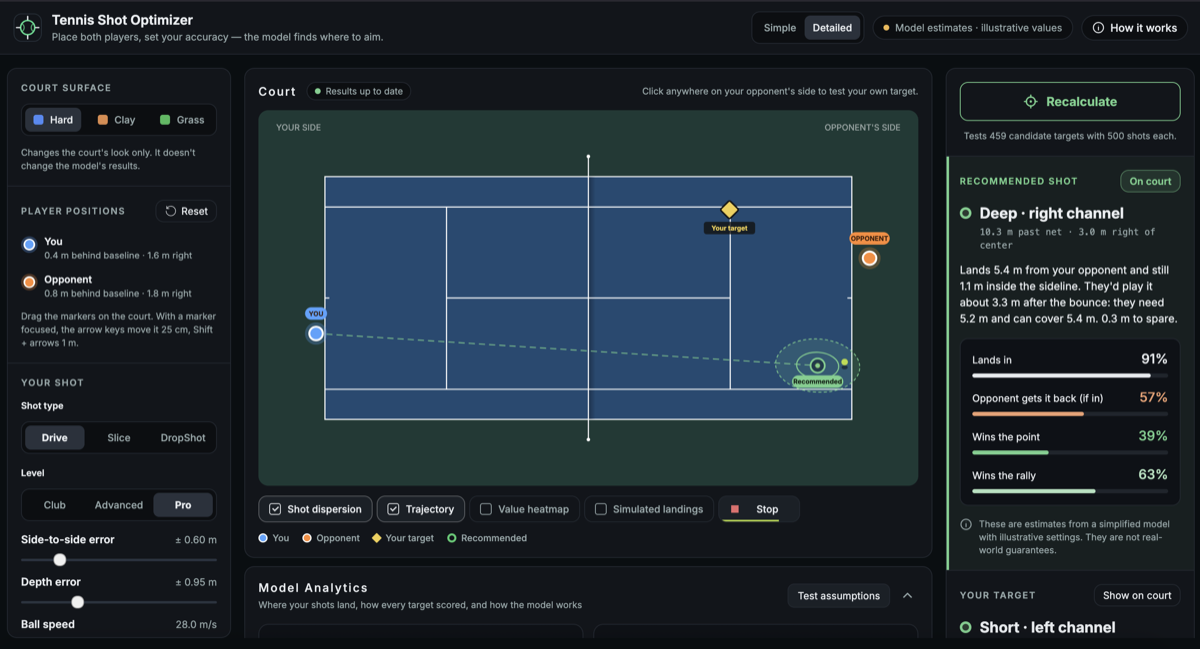 Tennis Shot Optimizer
Place both players, set your accuracy — the model finds where to aim.
Simple
Detailed
Model estimates · illustrative values
How it works
COURT SURFACE
Hard
Clay
Grass
Changes the court's look only. It doesn't
change the model's results.
PLAYER POSITIONS
Reset
You
0.4 m behind baseline · 1.6 m right
Opponent
0.8 m behind baseline · 1.8 m right
Drag the markers on the court. With a marker
focused, the arrow keys move it 25 cm, Shift
+ arrows 1 m.
YOUR SHOT
Shot type
Drive
Slice
DropShot
Level
Club
Advanced
Pro
Side-to-side error
± 0.60 m
Depth error
± 0.95 m
Ball speed
28.0 m/s
Court
Results up to date
Click anywhere on your opponent's side to test your own target.
YOUR SIDE
OPPONENT'S SIDE
Your target
OPPONENT
YOU
Recommended
Shot dispersion
Trajectory
Value heatmap
Simulated landings
Stop
You
Opponent
Your target
Recommended
Model Analytics
Where your shots land, how every target scored, and how the model works
Test assumptions
Recalculate
Tests 459 candidate targets with 500 shots each.
RECOMMENDED SHOT
On court
Deep · right channel
10.3 m past net · 3.0 m right of
center
Lands 5.4 m from your opponent and still
1.1 m inside the sideline. They'd play it
about 3.3 m after the bounce: they need
5.2 m and can cover 5.4 m. 0.3 m to spare.
Lands in
91%
Opponent gets it back (if in)
57%
Wins the point
39%
Wins the rally
63%
These are estimates from a simplified model
with illustrative settings. They are not real-
world guarantees.
YOUR TARGET
Show on court
Short · left channel